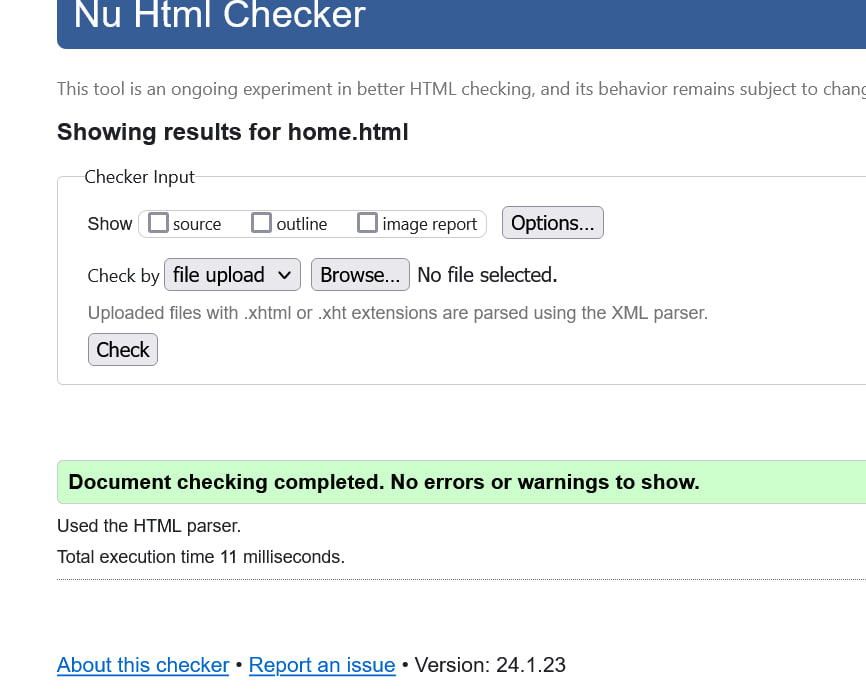 Nu Html Checker
This tool is an ongoing experiment in better HTML checking, and its behavior remains subject to
Showing results for home.html
Checker Input
Show source outline image report Options...
Check by file upload Browse... No file selected.
Uploaded files with .xhtml or .xht extensions are parsed using the XML parser.
Check
Document checking completed. No errors or warnings to show.
Used the HTML parser.
Total execution time 11 milliseconds.
About this checker • Report an issue • Version: 24.1.23